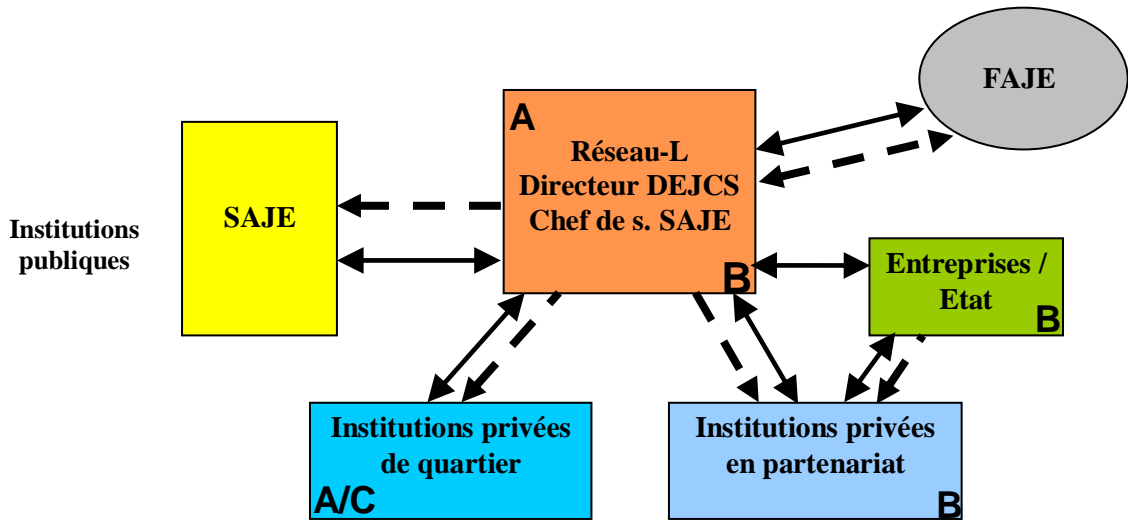 FAJE
A
Réseau-L
Directeur DEJCS
Chef de s. SAJE
B
SAJE
Institutions
publiques
Entreprises /
Etat
B
Institutions privées
de quartier
A/C
Institutions privées
en partenariat
B